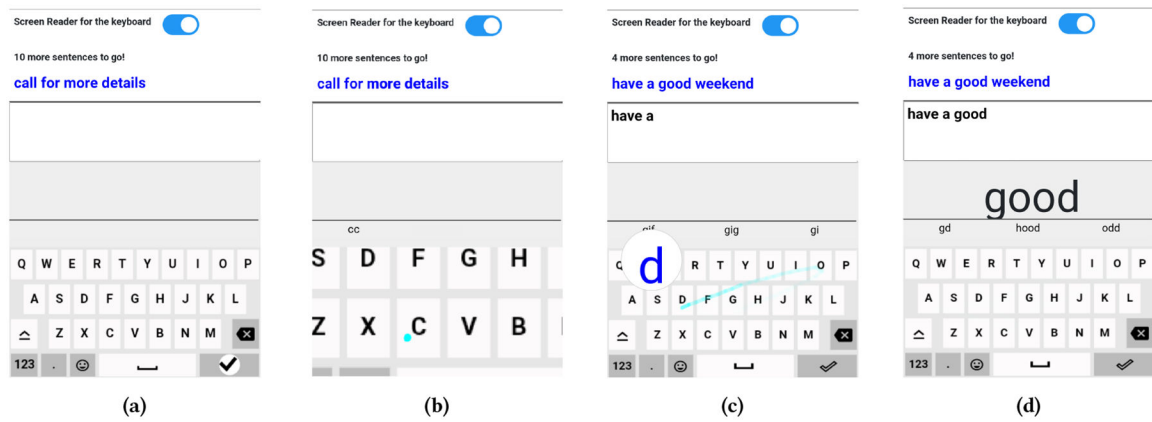 Screen Reader for the keyboard
10 more sentences to go!
call for more details
Q W E R T Y U I O P
A S D F G H J K L
Z X C V B N M
123 .
(a)
Screen Reader for the keyboard
10 more sentences to go!
call for more details
cc
S D F G H
Z X C V B
(b)
Screen Reader for the keyboard
4 more sentences to go!
have a good weekend
have a
gif gig gi
d
Q R T Y U I O P
A S D F G H J K L
Z X C V B N M
123 .
(c)
Screen Reader for the keyboard
4 more sentences to go!
have a good weekend
have a good
good
gd hood odd
Q W E R T Y U I O P
A S D F G H J K L
Z X C V B N M
123 .
(d)